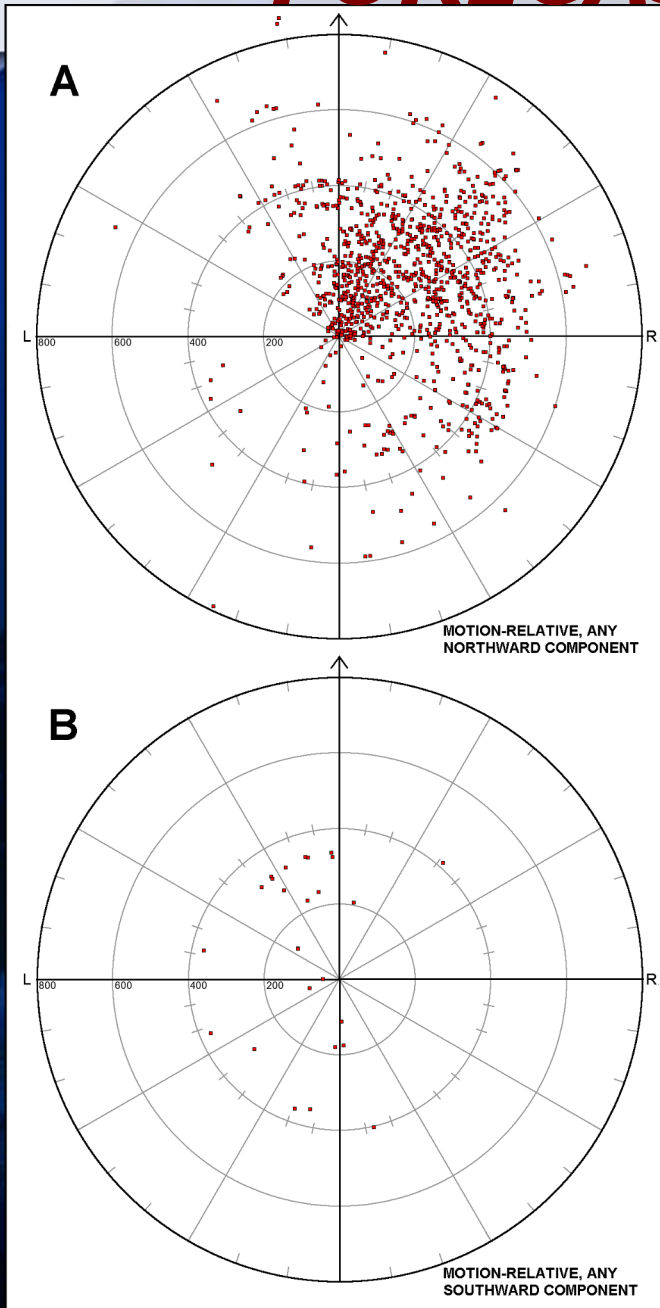 A
L
R
800
600
400
200
MOTION-RELATIVE, ANY
NORTHWARD COMPONENT
B
L
R
800
600
400
200
MOTION-RELATIVE, ANY
SOUTHWARD COMPONENT